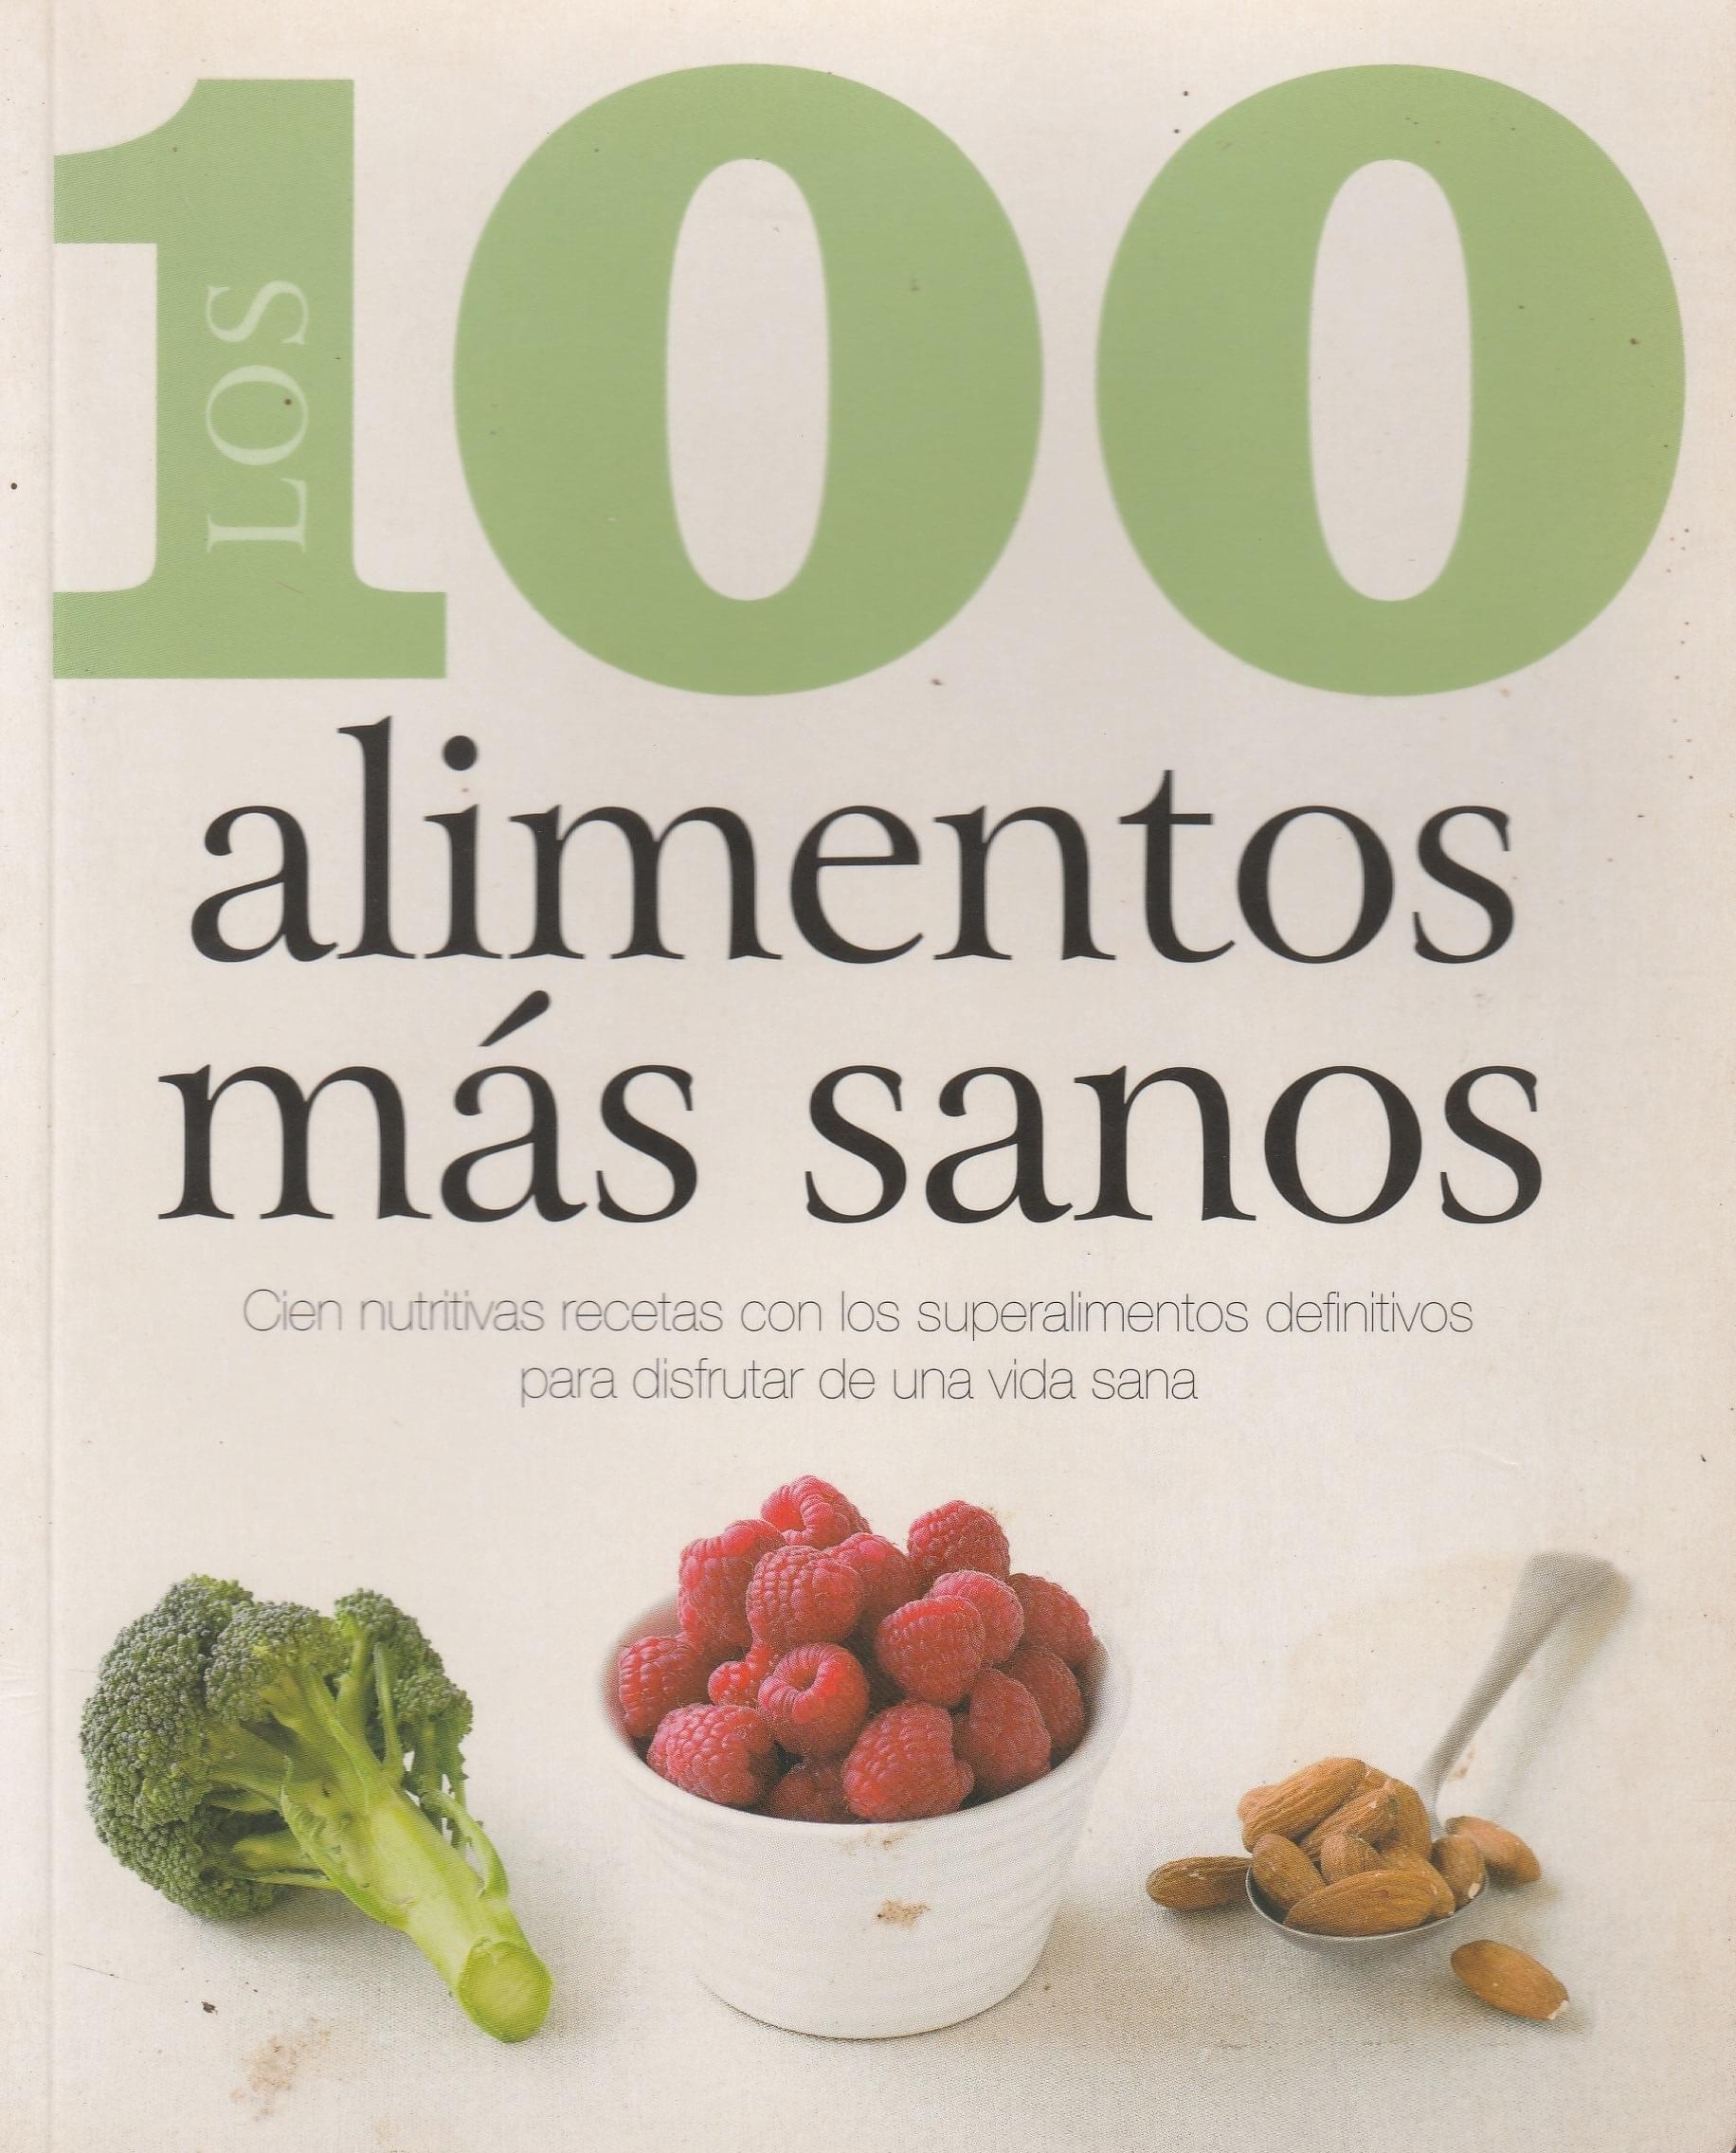 LOS
100
alimentos
más sanos
Cien nutritivas recetas con los superalimentos definitivos
para disfrutar de una vida sana